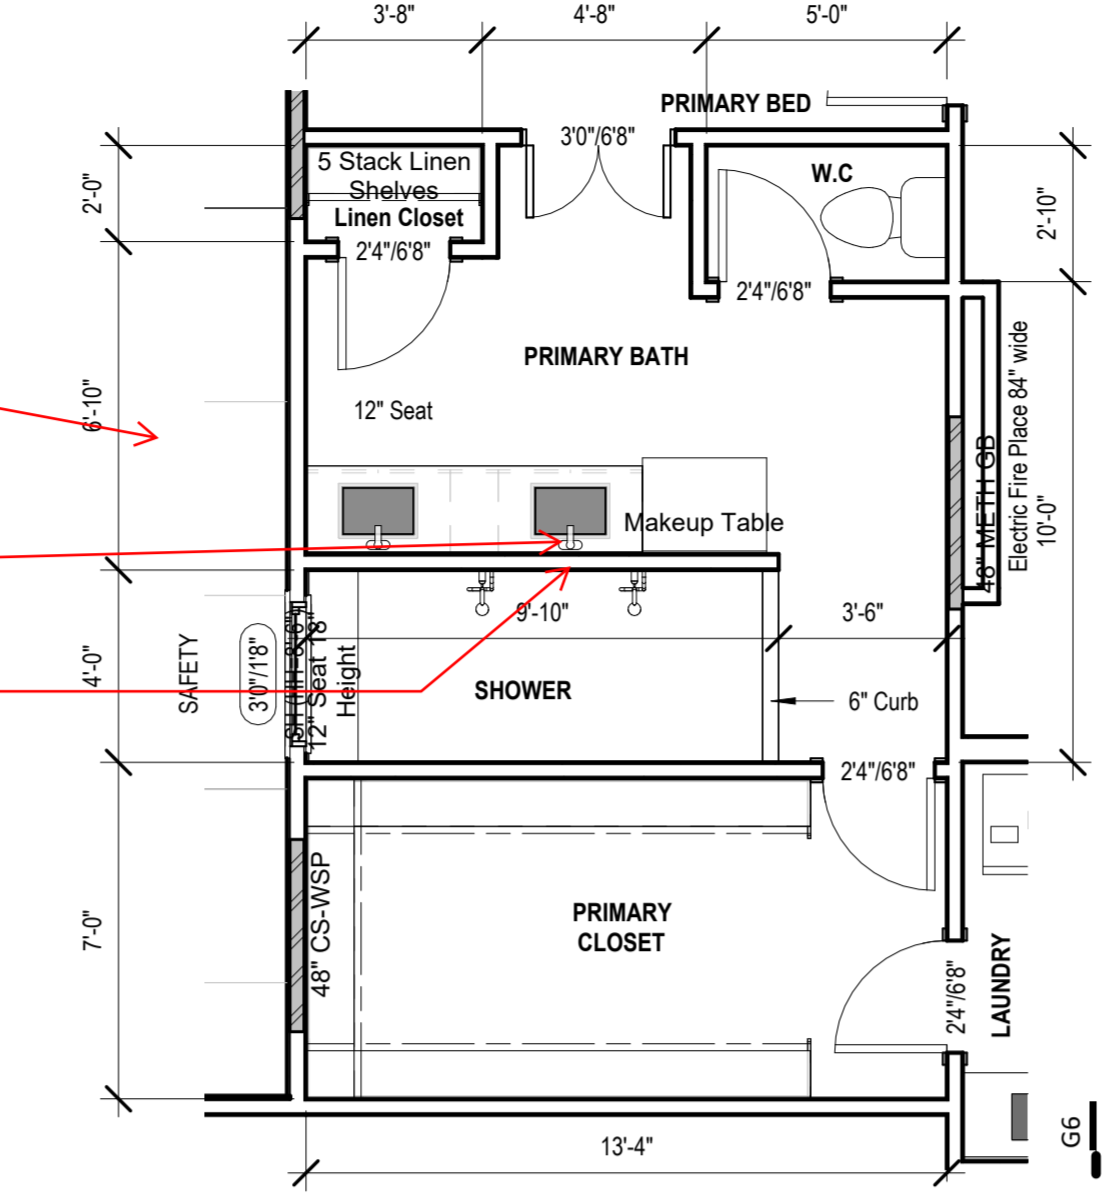 3'-8"
4'-8"
5'-0"
PRIMARY BED
3'0"/6'8"
5 Stack Linen
Shelves
Linen Closet
2'4"/6'8"
W.C
2'4"/6'8"
2'-0"
2'-10"
PRIMARY BATH
12" Seat
6'-10"
Makeup Table
48" METH GB
Electric Fire Place 84" wide
10'-0"
9'-10"
3'-6"
4'-0"
SAFETY
3'0"/1'8"
12" Seat 18"
Height
SHOWER
6" Curb
2'4"/6'8"
7'-0"
48" CS-WSP
PRIMARY
CLOSET
2'4"/6'8"
LAUNDRY
13'-4"
G6